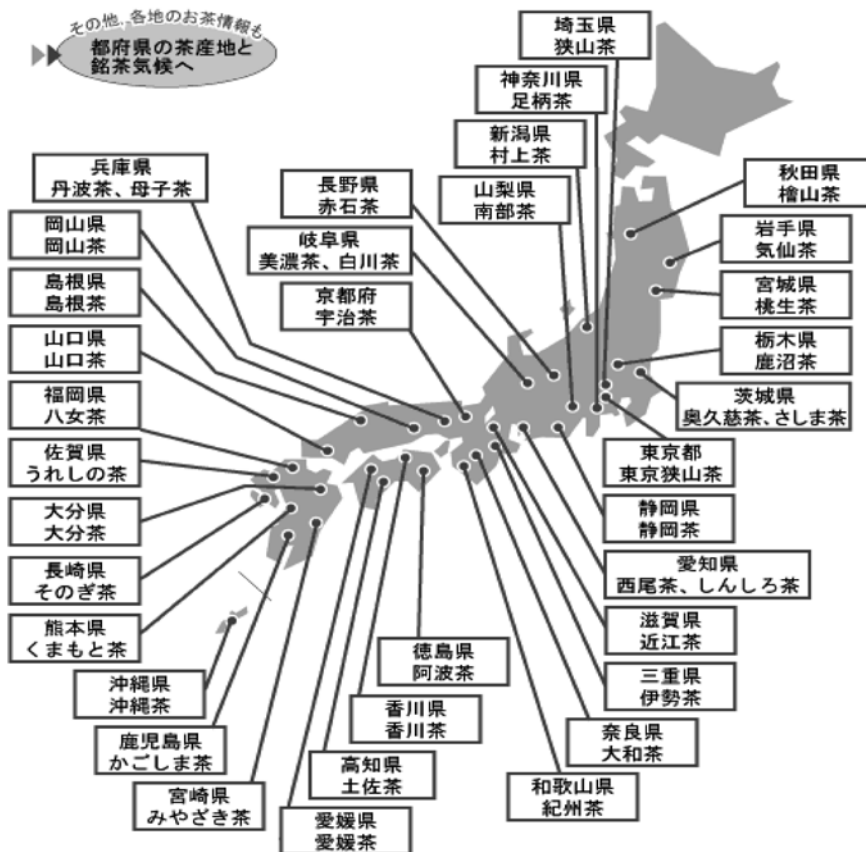 その他、各地のお茶情報も
都府県の茶産地と
銘茶気候へ
埼玉県
狭山茶
神奈川県
足柄茶
新潟県
村上茶
山梨県
南部茶
長野県
赤石茶
岐阜県
美濃茶、白川茶
京都府
宇治茶
兵庫県
丹波茶、母子茶
岡山県
岡山茶
島根県
島根茶
山口県
山口茶
福岡県
八女茶
佐賀県
うれしの茶
大分県
大分茶
長崎県
そのぎ茶
熊本県
くまもと茶
沖縄県
沖縄茶
鹿児島県
かごしま茶
宮崎県
みやざき茶
愛媛県
愛媛茶
高知県
土佐茶
香川県
香川茶
徳島県
阿波茶
秋田県
檜山茶
岩手県
気仙茶
宮城県
桃生茶
栃木県
鹿沼茶
茨城県
奥久慈茶、さしま茶
東京都
東京狭山茶
静岡県
静岡茶
愛知県
西尾茶、しんしろ茶
滋賀県
近江茶
三重県
伊勢茶
奈良県
大和茶
和歌山県
紀州茶